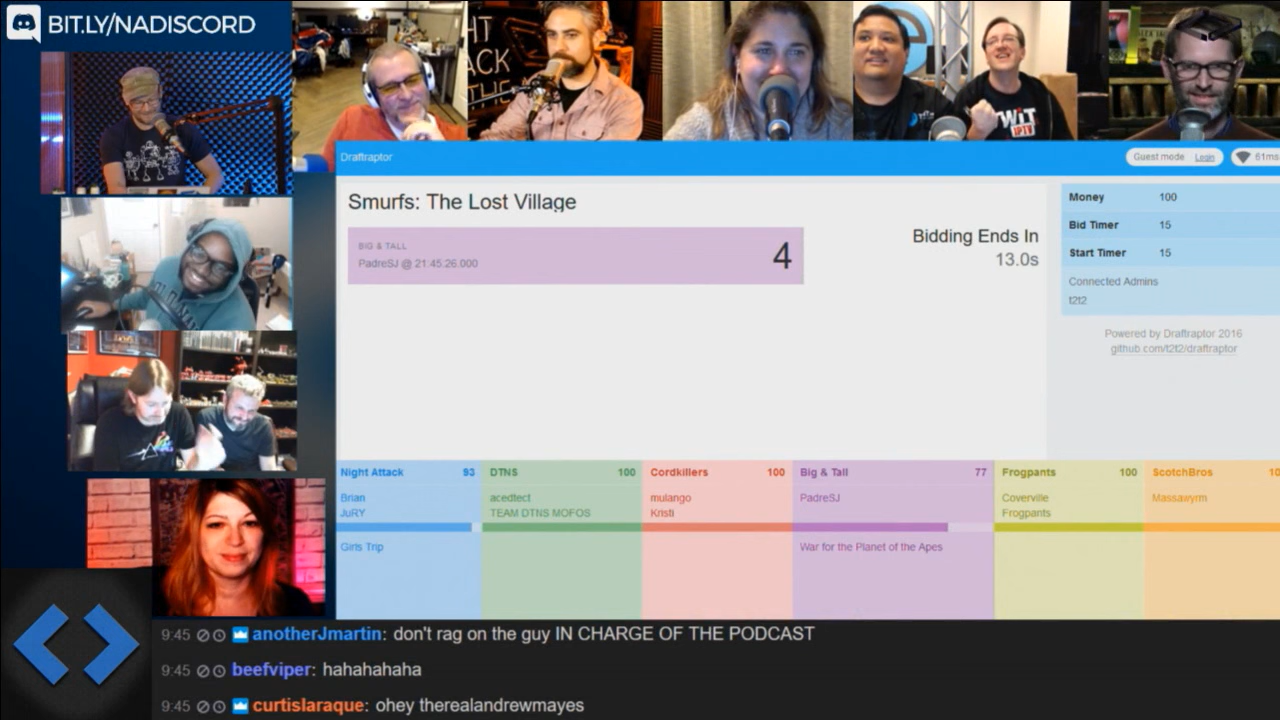 BIT.LY/NADISCORD
TWiT
IPTV
Draftraptor
Guest mode Login 61ms
Smurfs: The Lost Village
BIG & TALL
PadreSJ @ 21:45:26.000
4
Bidding Ends In
13.0s
Money 100
Bid Timer 15
Start Timer 15
Connected Admins
t2t2
Powered by Draftraptor 2016
github.com/t2t2/draftraptor
Night Attack 93 DTNS 100 Cordkillers 100 Big & Tall 77 Frogpants 100 ScotchBros 10
Brian acedtect mulango PadreSJ Coverville Massawyrm
JuRY TEAM DTNS MOFOS Kristi Frogpants
Girls Trip War for the Planet of the Apes
9:45 anotherJmartin: don't rag on the guy IN CHARGE OF THE PODCAST
9:45 beefviper: hahahahaha
9:45 curtislaraque: ohey therealandrewmayes